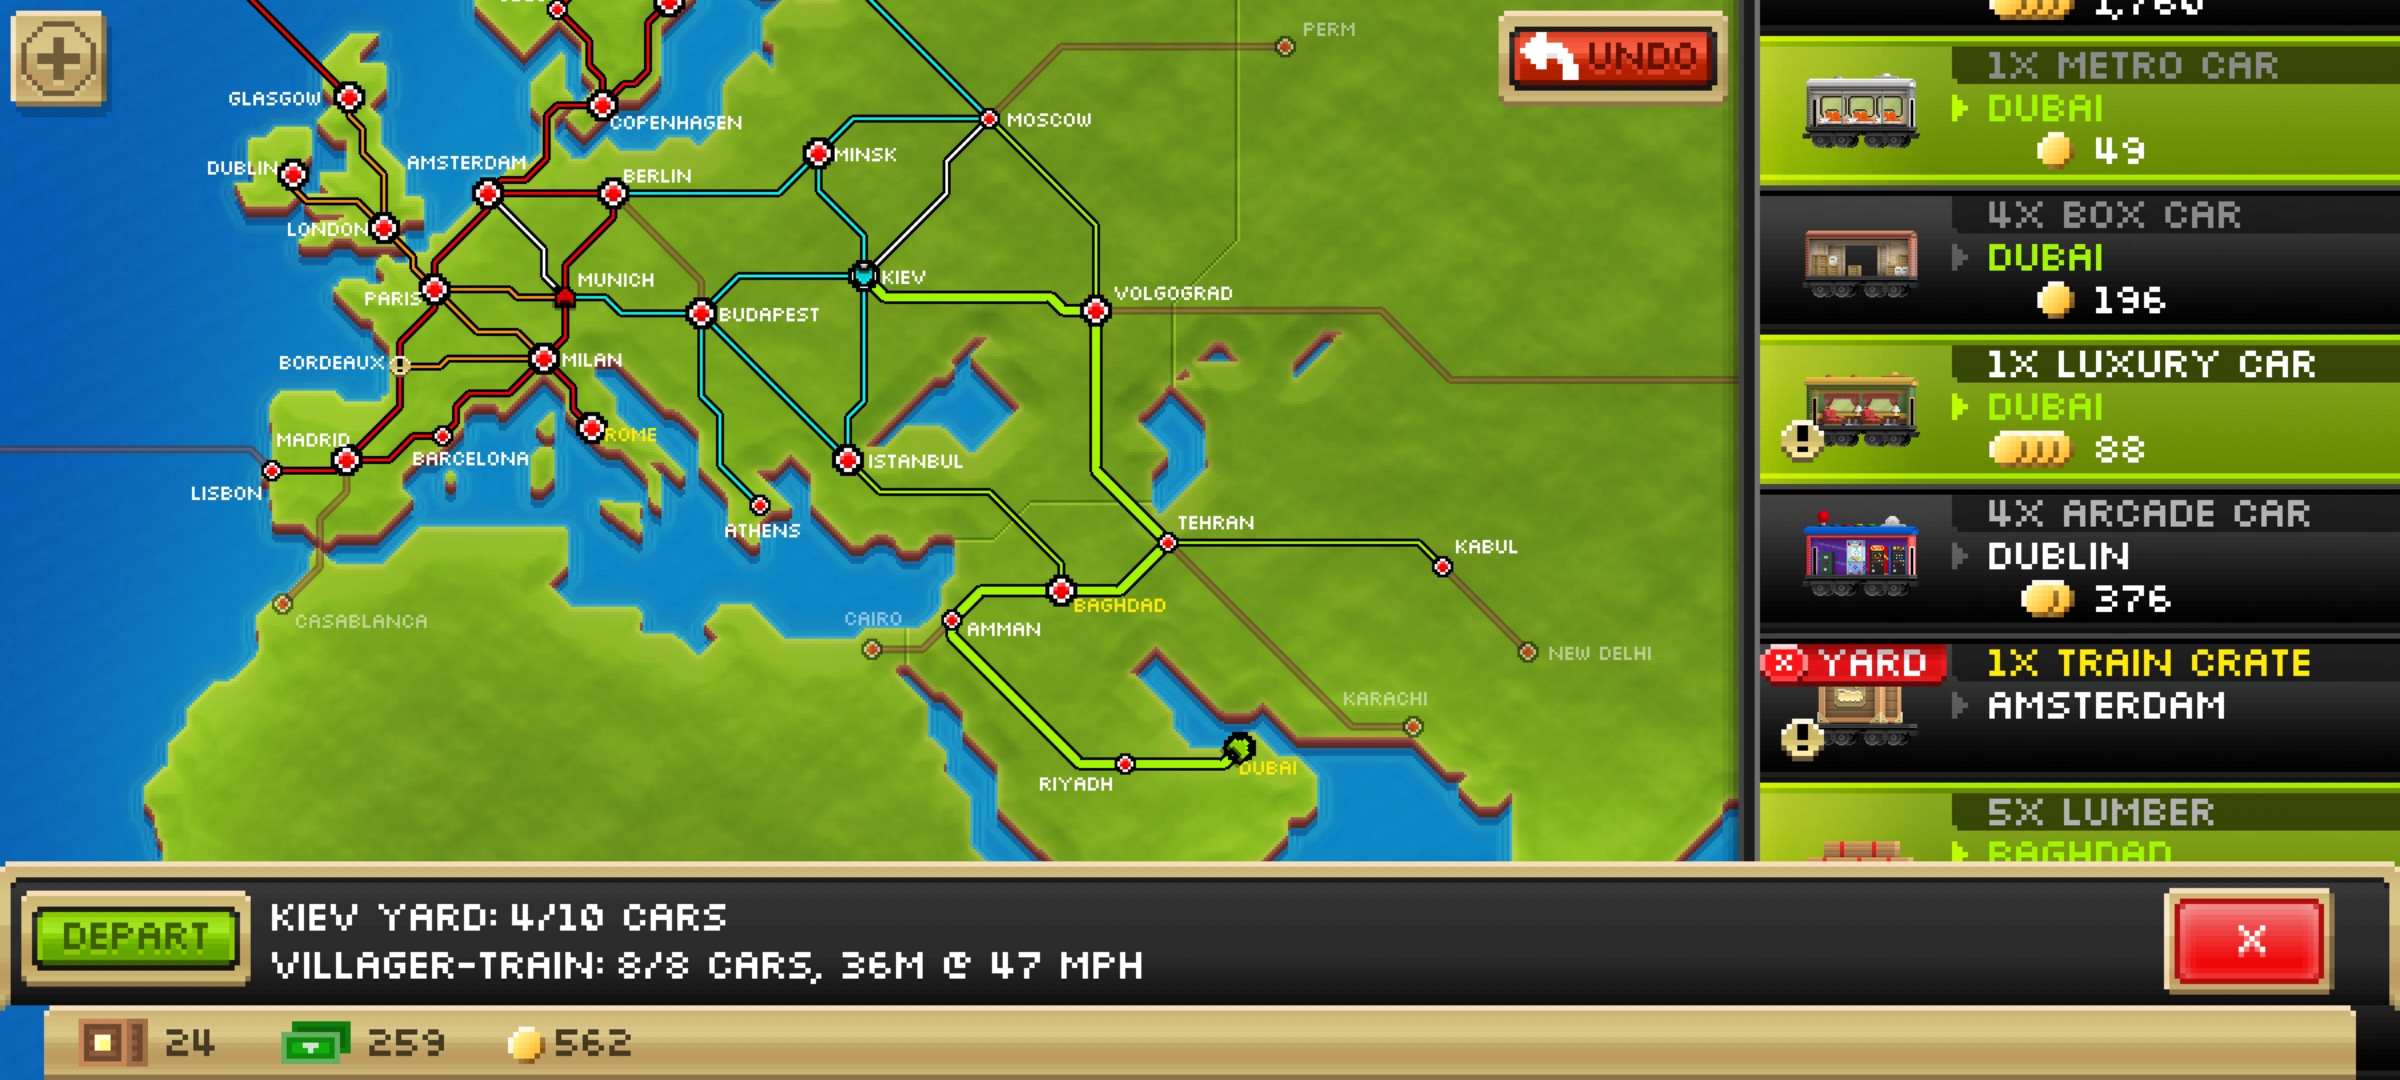 PERM
UNDO
GLASGOW
COPENHAGEN
MOSCOW
MINSK
DUBLIN
AMSTERDAM
BERLIN
LONDON
MUNICH
KIEV
PARIS
BUDAPEST
VOLGOGRAD
BORDEAUX
MILAN
MADRID
ROME
BARCELONA
ISTANBUL
LISBON
ATHENS
TEHRAN
KABUL
CASABLANCA
CAIRO
BAGHDAD
AMMAN
NEW DELHI
KARACHI
RIYADH
DUBAI
1,760
1X METRO CAR
DUBAI
49
4X BOX CAR
DUBAI
196
1X LUXURY CAR
DUBAI
88
4X ARCADE CAR
DUBLIN
376
YARD
1X TRAIN CRATE
AMSTERDAM
5X LUMBER
BAGHDAD
DEPART
KIEV YARD: 4/10 CARS
VILLAGER-TRAIN: 8/8 CARS, 36M @ 47 MPH
X
24
259
562